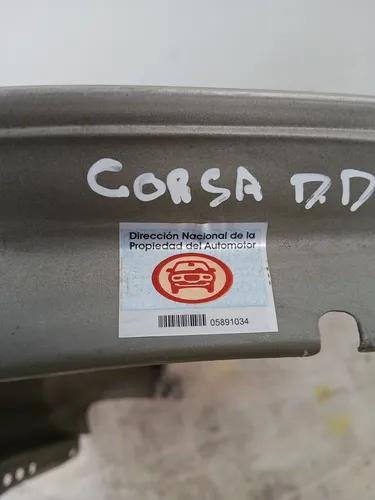 CORSA D.D
Dirección Nacional de la
Propiedad del Automotor
05891034